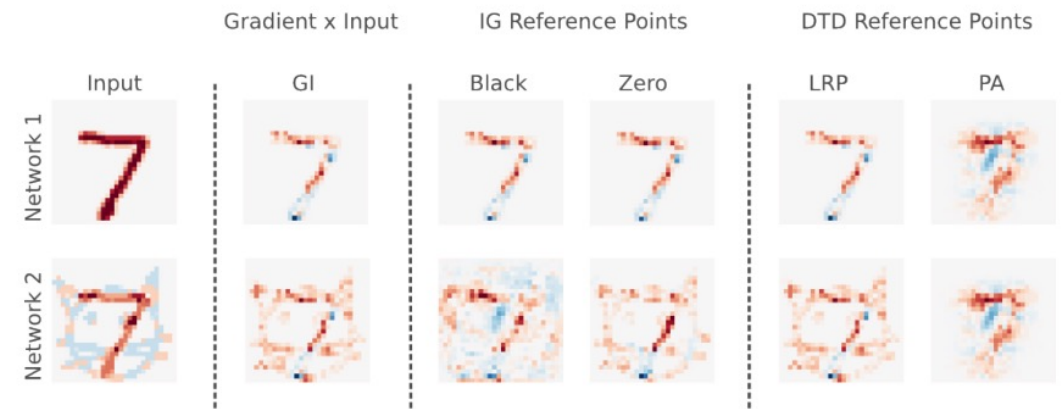 Gradient x Input IG Reference Points DTD Reference Points
Input GI Black Zero LRP PA
Network 1
Network 2